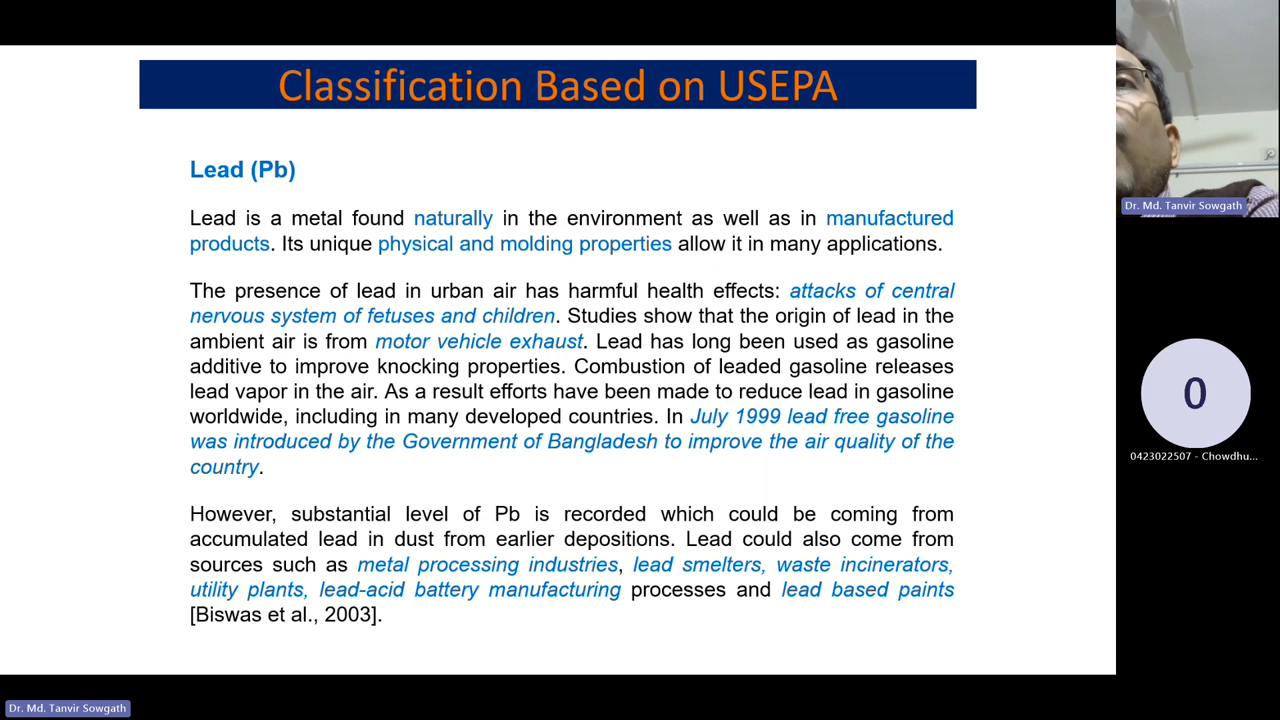 Classification Based on USEPA
Lead (Pb)
Lead is a metal found naturally in the environment as well as in manufactured
products. Its unique physical and molding properties allow it in many applications.
The presence of lead in urban air has harmful health effects: attacks of central
nervous system of fetuses and children. Studies show that the origin of lead in the
ambient air is from motor vehicle exhaust. Lead has long been used as gasoline
additive to improve knocking properties. Combustion of leaded gasoline releases
lead vapor in the air. As a result efforts have been made to reduce lead in gasoline
worldwide, including in many developed countries. In July 1999 lead free gasoline
was introduced by the Government of Bangladesh to improve the air quality of the
country.
However, substantial level of Pb is recorded which could be coming from
accumulated lead in dust from earlier depositions. Lead could also come from
sources such as metal processing industries, lead smelters, waste incinerators,
utility plants, lead-acid battery manufacturing processes and lead based paints
[Biswas et al., 2003].
Dr. Md. Tanvir Sowgath
0
0423022507 - Chowdhu...
Dr. Md. Tanvir Sowgath